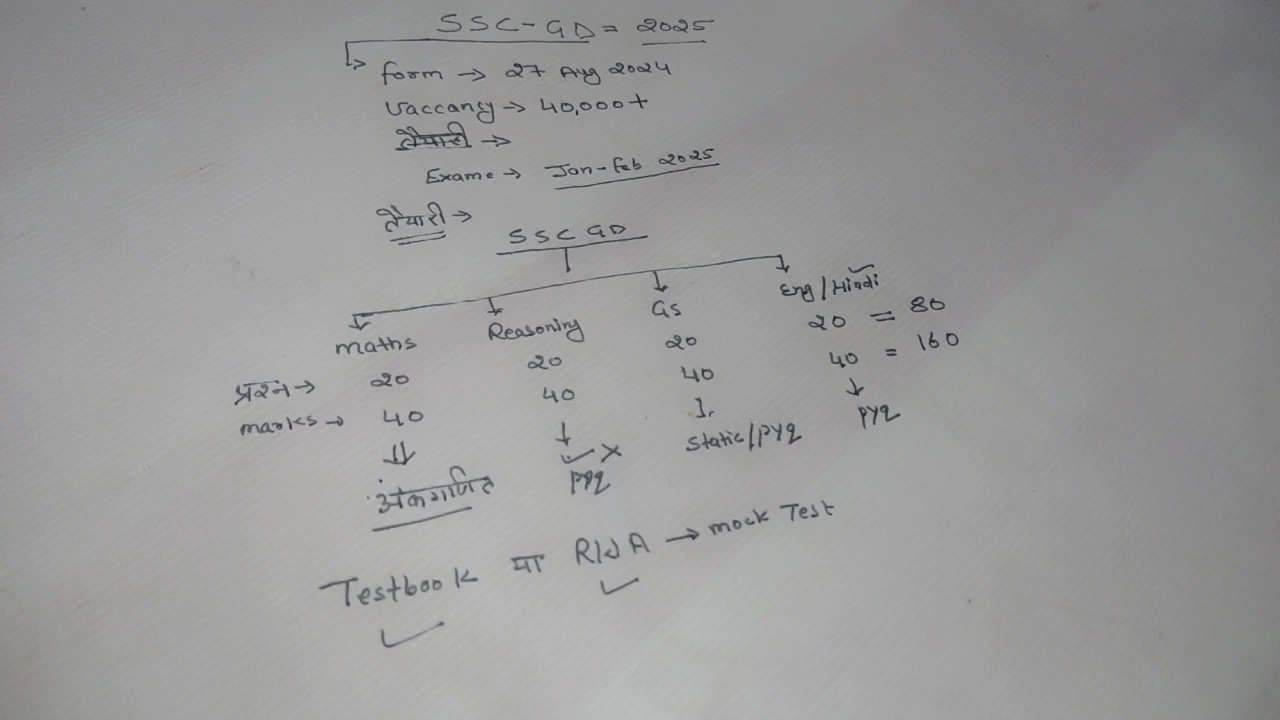 SSC-GD = 2025
form → 27 Aug 2024
Vaccancy → 40,000+
तैयारी →
Exame → Jan-Feb 2025
तैयारी →
SSC GD
maths Reasoning GS Eng/Hindi
प्रश्न → 20 20 20 20 = 80
marks → 40 40 40 40 = 160
अंकगणित PYQ Static/PYQ PYQ
Testbook या RWA → mock Test